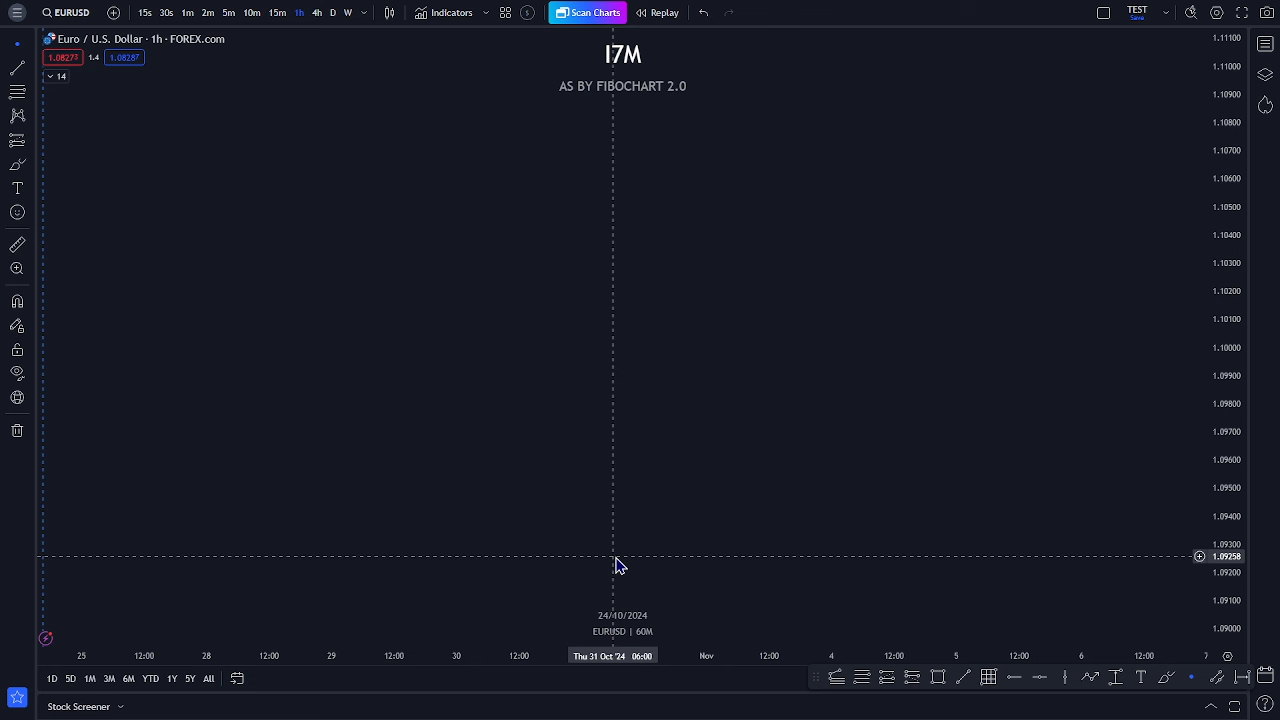 EURUSD 15s 30s 1m 2m 5m 10m 15m 1h 4h D W Indicators Scan Charts Replay TEST
Save
Euro / U.S. Dollar · 1h · FOREX.com
1.08273 1.4 1.08287
14
I7M
AS BY FIBOCHART 2.0
1.11100
1.11000
1.10900
1.10800
1.10700
1.10600
1.10500
1.10400
1.10300
1.10200
1.10100
1.10000
1.09900
1.09800
1.09700
1.09600
1.09500
1.09400
1.09300
1.09258
1.09200
1.09100
1.09000
24/10/2024
EURUSD | 60M
25 12:00 28 12:00 29 12:00 30 12:00 Thu 31 Oct '24 06:00 Nov 12:00 4 12:00 5 12:00 6 12:00 7
1D 5D 1M 3M 6M YTD 1Y 5Y All
Stock Screener